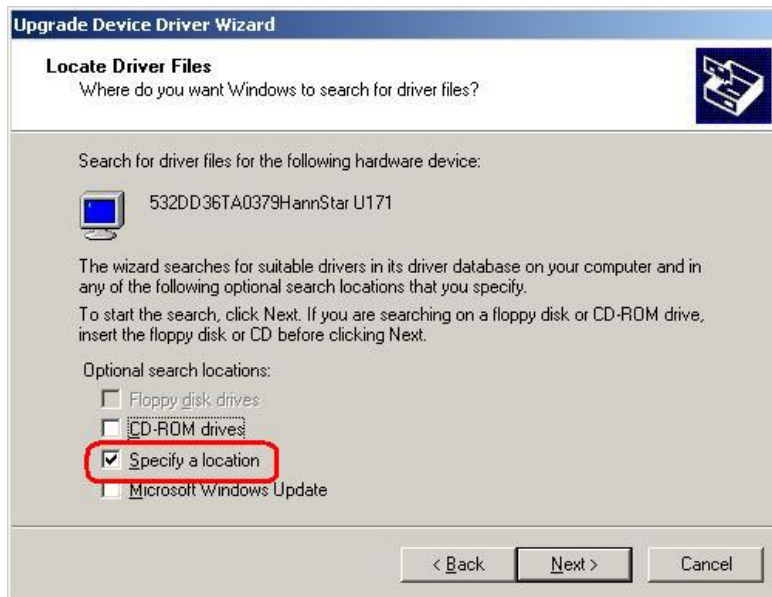 Upgrade Device Driver Wizard
Locate Driver Files
Where do you want Windows to search for driver files?
Search for driver files for the following hardware device:
532DD36TA0379HannStar U171
The wizard searches for suitable drivers in its driver database on your computer and in
any of the following optional search locations that you specify.
To start the search, click Next. If you are searching on a floppy disk or CD-ROM drive,
insert the floppy disk or CD before clicking Next.
Optional search locations:
Floppy disk drives
CD-ROM drives
Specify a location
Microsoft Windows Update
< Back Next > Cancel